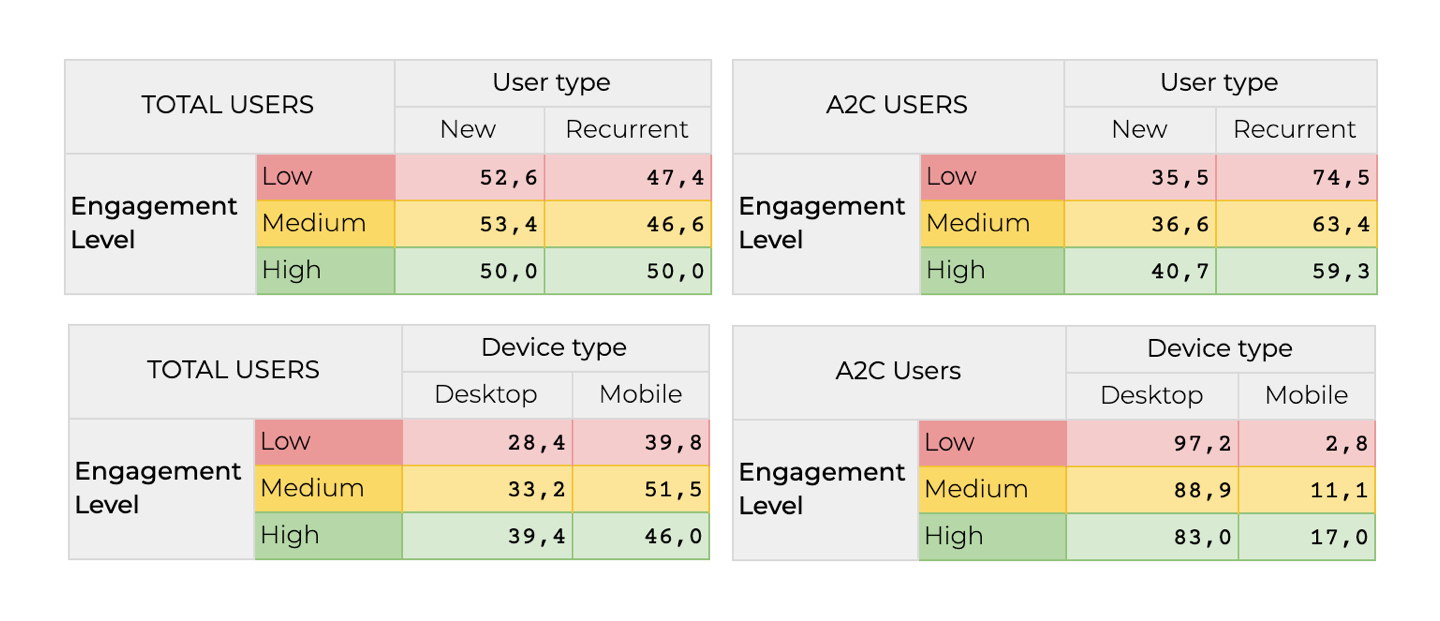 TOTAL USERS
User type
New Recurrent
Engagement Level
Low 52,6 47,4
Medium 53,4 46,6
High 50,0 50,0
A2C USERS
User type
New Recurrent
Engagement Level
Low 35,5 74,5
Medium 36,6 63,4
High 40,7 59,3
TOTAL USERS
Device type
Desktop Mobile
Engagement Level
Low 28,4 39,8
Medium 33,2 51,5
High 39,4 46,0
A2C Users
Device type
Desktop Mobile
Engagement Level
Low 97,2 2,8
Medium 88,9 11,1
High 83,0 17,0